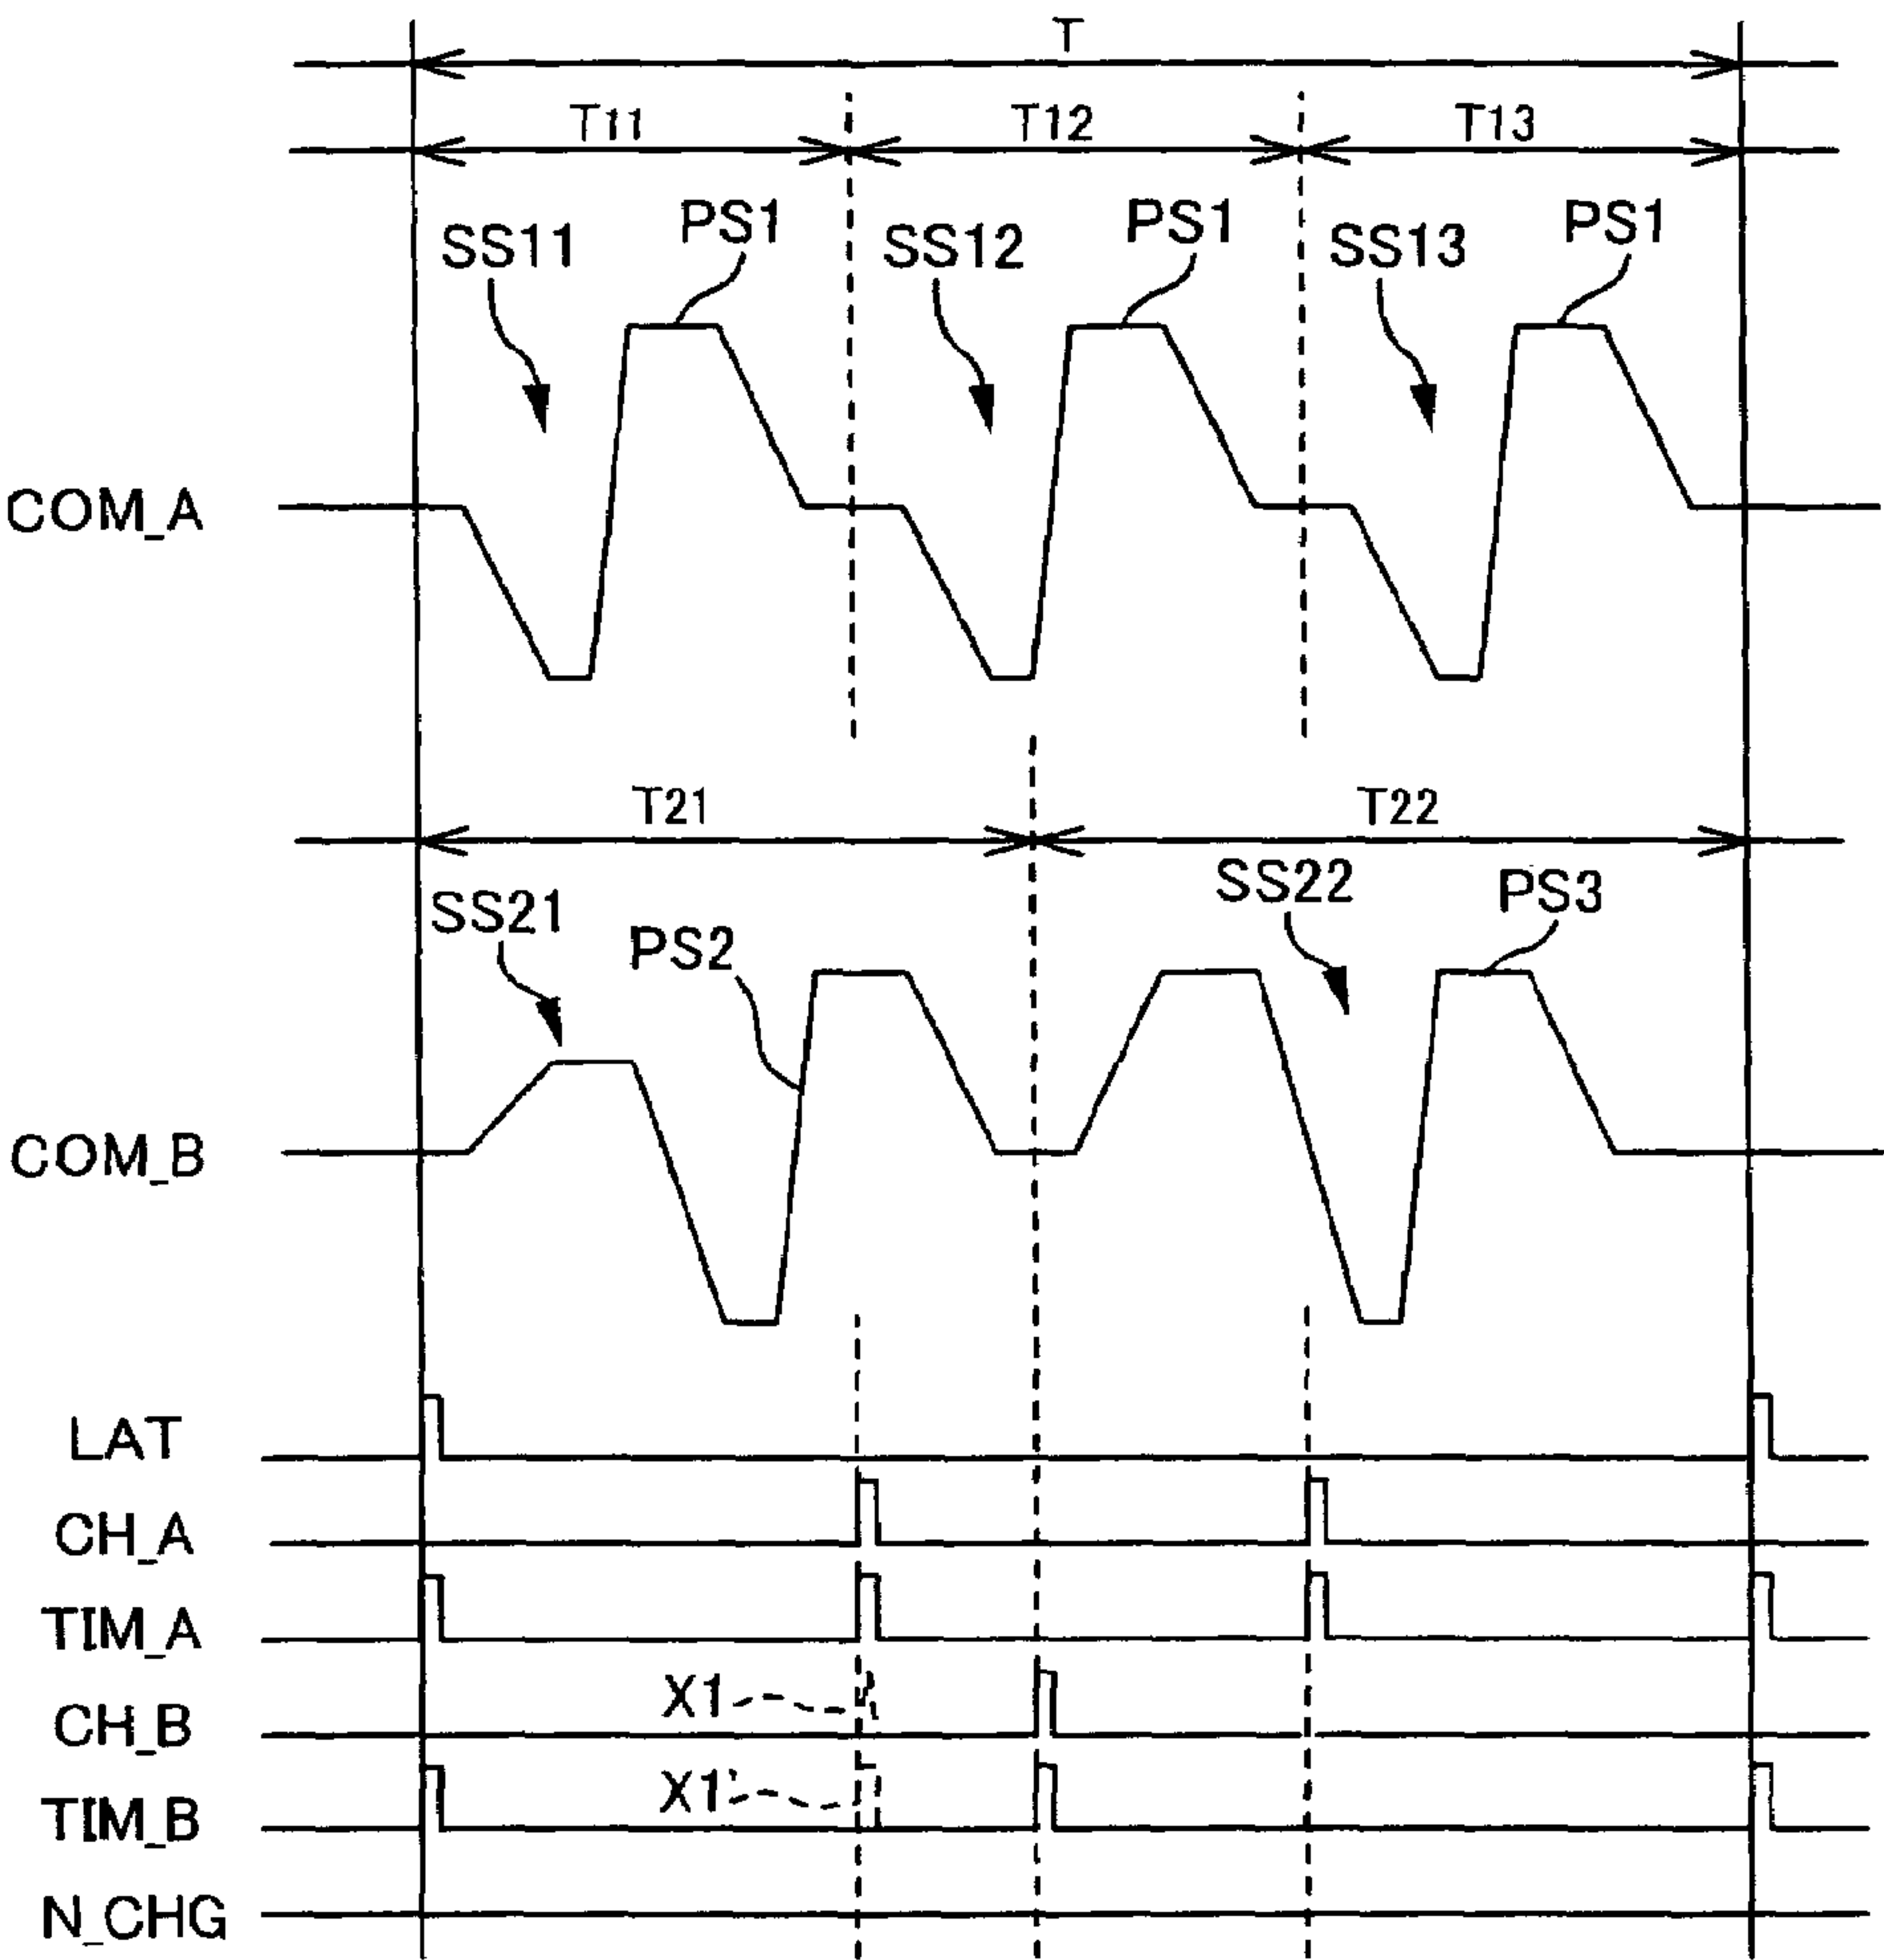 T
T11 T12 T13
SS11 PS1 SS12 PS1 SS13 PS1
COM_A
T21 T22
SS21 PS2 SS22 PS3
COM_B
LAT
CH_A
TIM_A
X1
CH_B
X1'
TIM_B
N_CHG